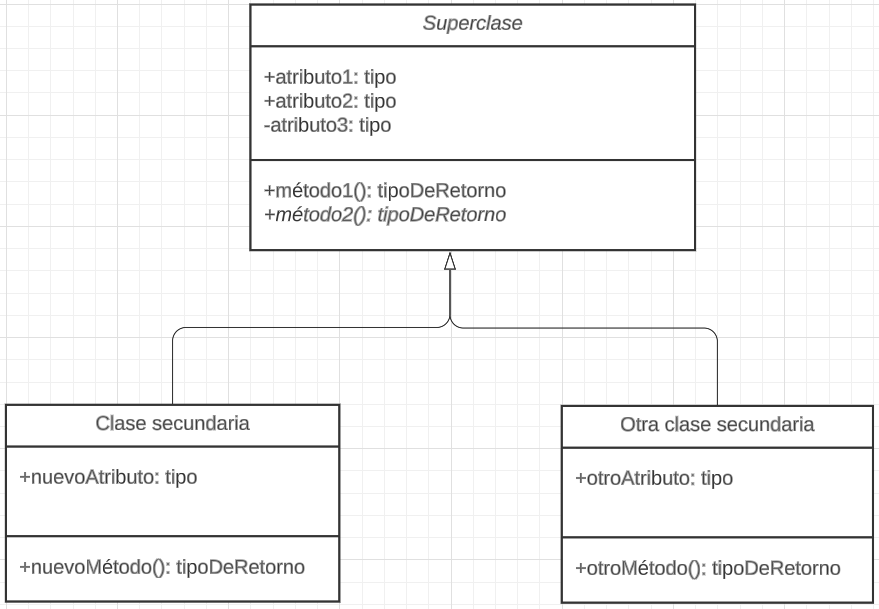 Superclase
+atributo1: tipo
+atributo2: tipo
-atributo3: tipo
+método1(): tipoDeRetorno
+método2(): tipoDeRetorno
Clase secundaria
+nuevoAtributo: tipo
+nuevoMétodo(): tipoDeRetorno
Otra clase secundaria
+otroAtributo: tipo
+otroMétodo(): tipoDeRetorno